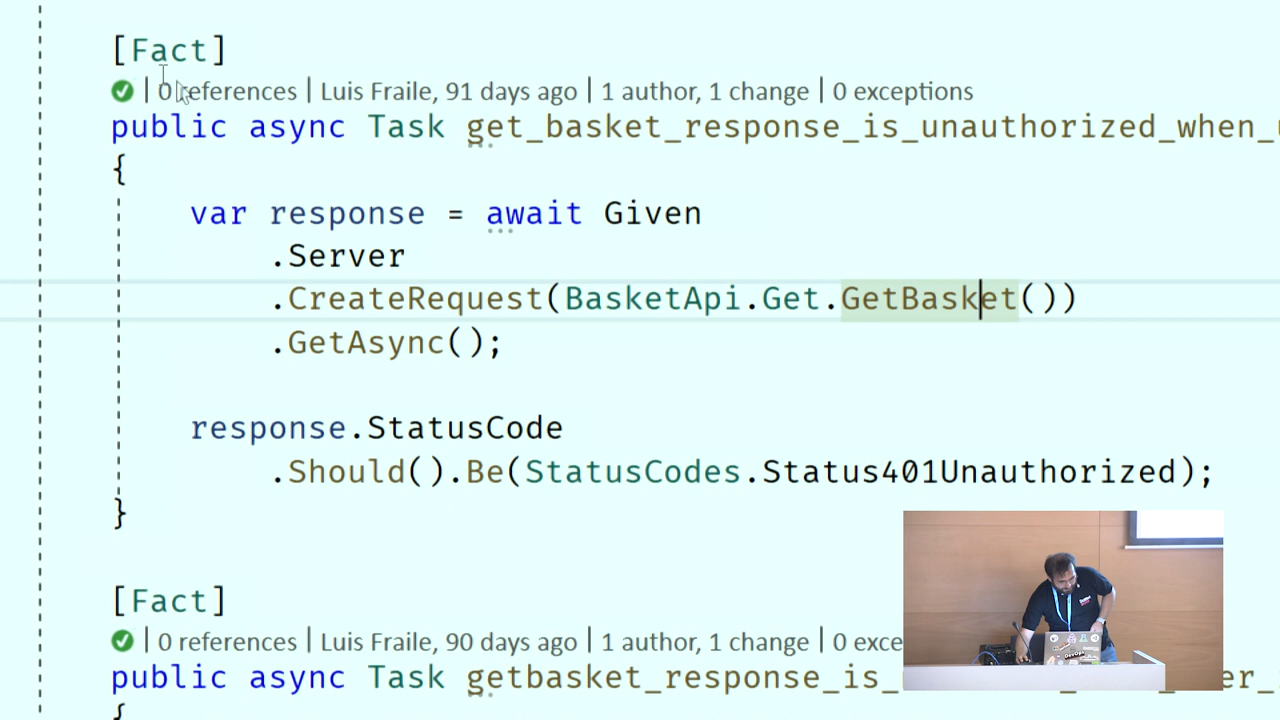 [Fact]
0 references | Luis Fraile, 91 days ago | 1 author, 1 change | 0 exceptions
public async Task get_basket_response_is_unauthorized_when_
{
var response = await Given
.Server
.CreateRequest(BasketApi.Get.GetBasket())
.GetAsync();
response.StatusCode
.Should().Be(StatusCodes.Status401Unauthorized);
}
[Fact]
0 references | Luis Fraile, 90 days ago | 1 author, 1 change | 0 exce
public async Task getbasket_response_is_ er_
{
DevOps